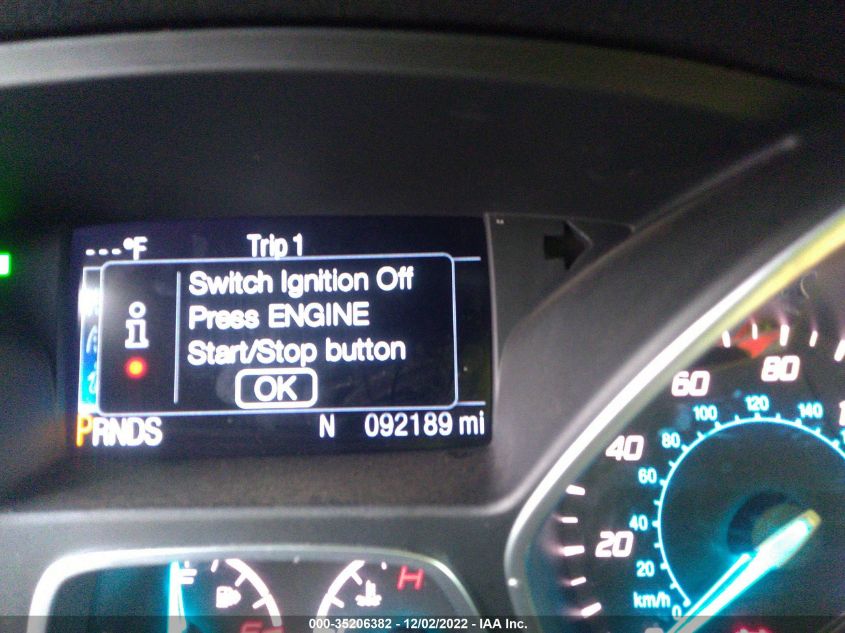 ---°F Trip 1
Switch Ignition Off
Press ENGINE
Start/Stop button
OK
PRNDS N 092189 mi
60 80
100 120 140
40 80
60
40
20
20
km/h 0
H
000-35206382 - 12/02/2022 - IAA Inc.